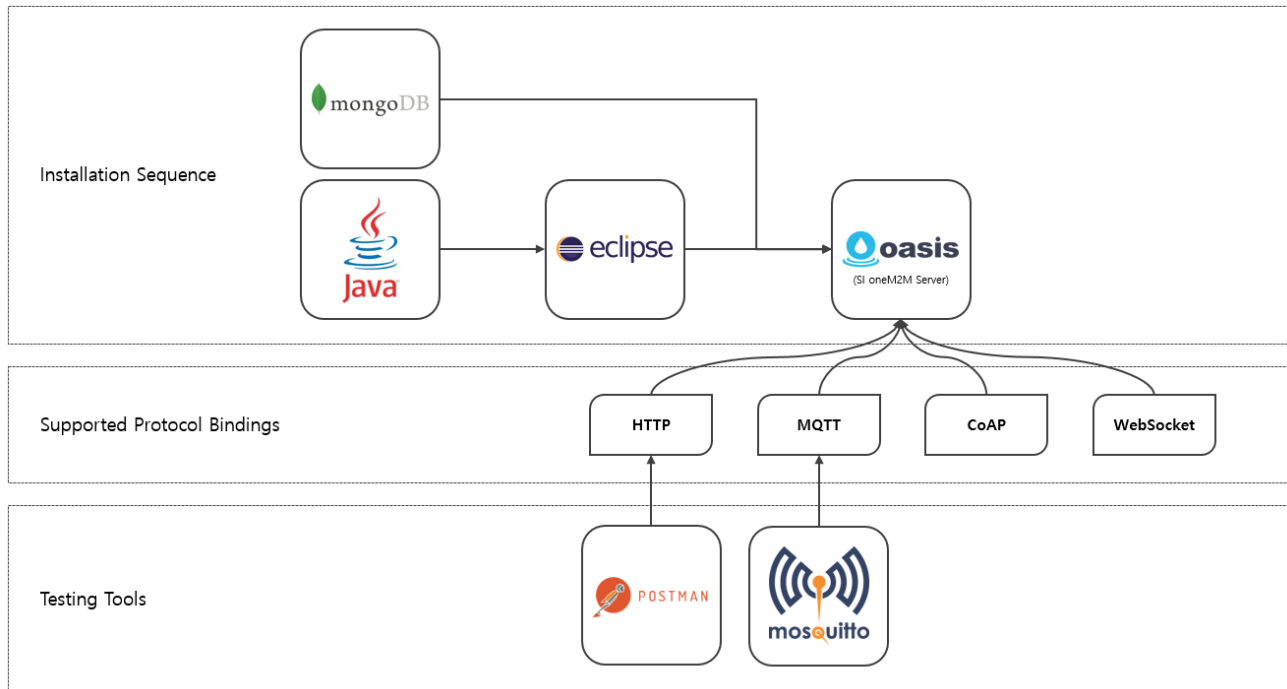 mongoDB
Installation Sequence
Java
eclipse
oasis
(SI oneM2M Server)
Supported Protocol Bindings
HTTP
MQTT
CoAP
WebSocket
Testing Tools
POSTMAN
mosquitto